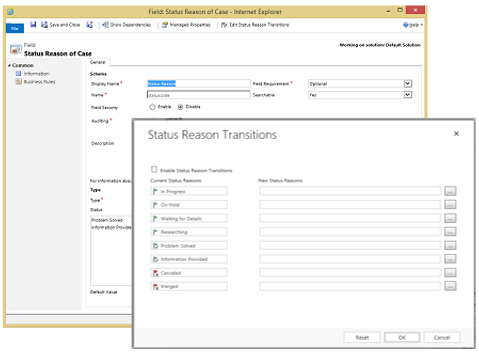 Field: Status Reason of Case - Internet Explorer
File
Save and Close
Show Dependencies
Managed Properties
Edit Status Reason Transitions
Help
Field
Status Reason of Case
Working on solution: Default Solution
Common
Information
Business Rules
General
Schema
Display Name *
Status Reason
Field Requirement *
Optional
Name *
statuscode
Searchable
Yes
Field Security
Enable
Disable
Auditing *
Description
For information abou
Type
Type *
Status
Problem Solved
Information Provided
Default Value
Status Reason Transitions
Enable Status Reason Transitions
Current Status Reasons
New Status Reasons
In Progress
...
On Hold
...
Waiting for Details
...
Researching
...
Problem Solved
...
Information Provided
...
Canceled
...
Merged
...
Reset
OK
Cancel